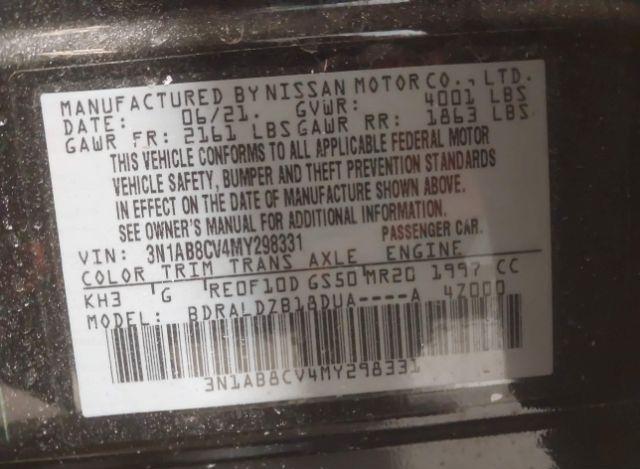 MANUFACTURED BY NISSAN MOTOR CO., LTD.
DATE: 06/21. GVWR: 4001 LBS
GAWR FR: 2161 LBS GAWR RR: 1863 LBS
THIS VEHICLE CONFORMS TO ALL APPLICABLE FEDERAL MOTOR
VEHICLE SAFETY, BUMPER AND THEFT PREVENTION STANDARDS
IN EFFECT ON THE DATE OF MANUFACTURE SHOWN ABOVE.
SEE OWNER'S MANUAL FOR ADDITIONAL INFORMATION.
VIN: 3N1AB8CV4MY298331 PASSENGER CAR.
COLOR TRIM TRANS AXLE ENGINE
KH3 G RE0F10D GS50 MR20 1997 CC
MODEL: BDRALDZB18DUA----A 47000
3N1AB8CV4MY298331